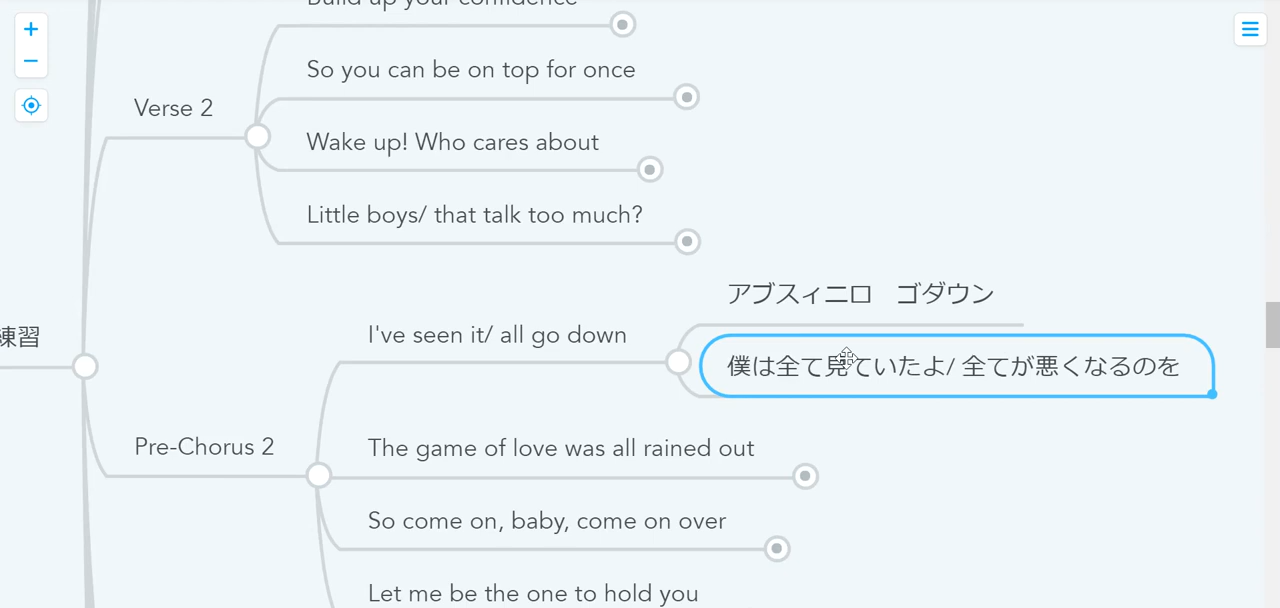 Build up your confidence
So you can be on top for once
Verse 2
Wake up! Who cares about
Little boys/ that talk too much?
アブスィニロ　ゴダウン
I've seen it/ all go down
練習
僕は全て見ていたよ/ 全てが悪くなるのを
Pre-Chorus 2
The game of love was all rained out
So come on, baby, come on over
Let me be the one to hold you